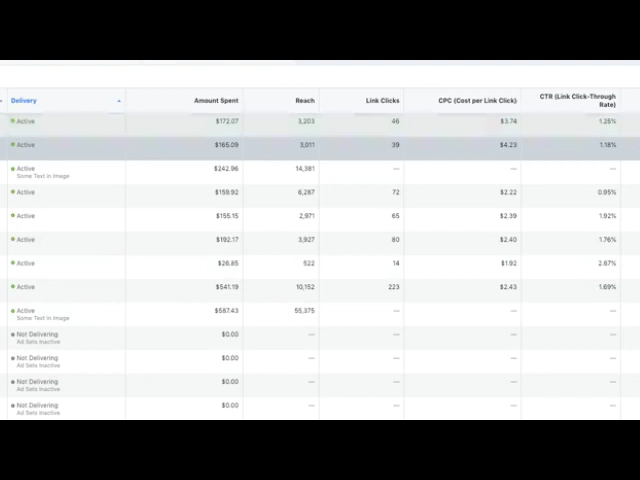 Delivery Amount Spent Reach Link Clicks CPC (Cost per Link Click) CTR (Link Click-Through Rate)
Active $172.07 3,203 46 $3.74 1.25%
Active $165.09 3,011 39 $4.23 1.18%
Active $242.96 14,381 — — —
Some Text in Image
Active $159.92 6,287 72 $2.22 0.95%
Active $155.15 2,971 65 $2.39 1.92%
Active $192.17 3,927 80 $2.40 1.76%
Active $26.85 522 14 $1.92 2.67%
Active $541.19 10,152 223 $2.43 1.69%
Active $587.43 55,375 — — —
Some Text in Image
Not Delivering $0.00 — — — —
Ad Sets Inactive
Not Delivering $0.00 — — — —
Ad Sets Inactive
Not Delivering $0.00 — — — —
Ad Sets Inactive
Not Delivering $0.00 — — — —
Ad Sets Inactive